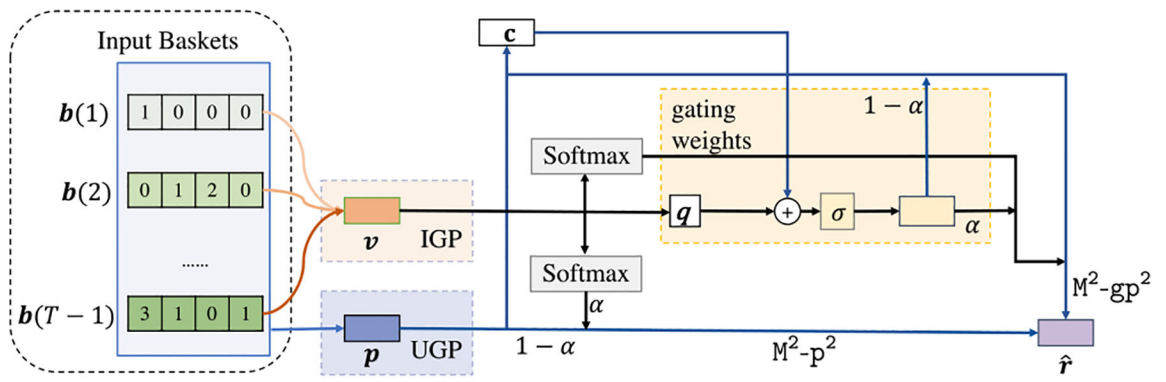 Input Baskets
b(1) 1 0 0 0
b(2) 0 1 2 0
......
b(T − 1) 3 1 0 1
v IGP
p UGP
c
Softmax
Softmax
α
1 − α
gating
weights
q + σ
α
1 − α
M²-p²
M²-gp²
r̂